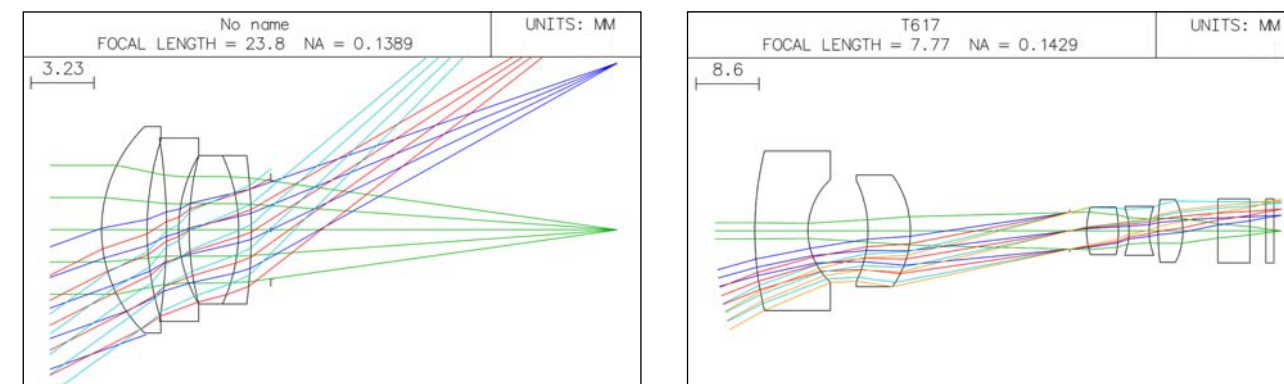 No name
FOCAL LENGTH = 23.8 NA = 0.1389
UNITS: MM
3.23
T617
FOCAL LENGTH = 7.77 NA = 0.1429
UNITS: MM
8.6